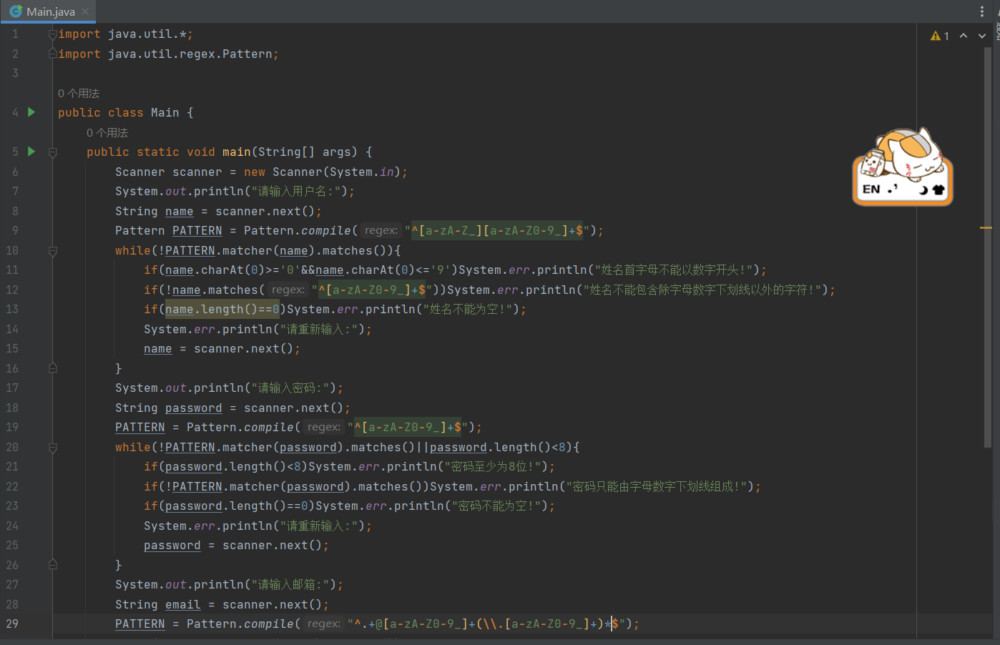 Main.java
1 import java.util.*;
2 import java.util.regex.Pattern;
3
0 个用法
4 public class Main {
0 个用法
5 public static void main(String[] args) {
6 Scanner scanner = new Scanner(System.in);
7 System.out.println("请输入用户名:");
8 String name = scanner.next();
9 Pattern PATTERN = Pattern.compile( regex: "^[a-zA-Z_][a-zA-Z0-9_]+$");
10 while(!PATTERN.matcher(name).matches()){
11 if(name.charAt(0)>='0'&&name.charAt(0)<='9')System.err.println("姓名首字母不能以数字开头!");
12 if(!name.matches( regex: "^[a-zA-Z0-9_]+$"))System.err.println("姓名不能包含除字母数字下划线以外的字符!");
13 if(name.length()==0)System.err.println("姓名不能为空!");
14 System.err.println("请重新输入:");
15 name = scanner.next();
16 }
17 System.out.println("请输入密码:");
18 String password = scanner.next();
19 PATTERN = Pattern.compile( regex: "^[a-zA-Z0-9_]+$");
20 while(!PATTERN.matcher(password).matches()||password.length()<8){
21 if(password.length()<8)System.err.println("密码至少为8位!");
22 if(!PATTERN.matcher(password).matches())System.err.println("密码只能由字母数字下划线组成!");
23 if(password.length()==0)System.err.println("密码不能为空!");
24 System.err.println("请重新输入:");
25 password = scanner.next();
26 }
27 System.out.println("请输入邮箱:");
28 String email = scanner.next();
29 PATTERN = Pattern.compile( regex: "^.+@[a-zA-Z0-9_]+(\\.[a-zA-Z0-9_]+)*$");
1
EN